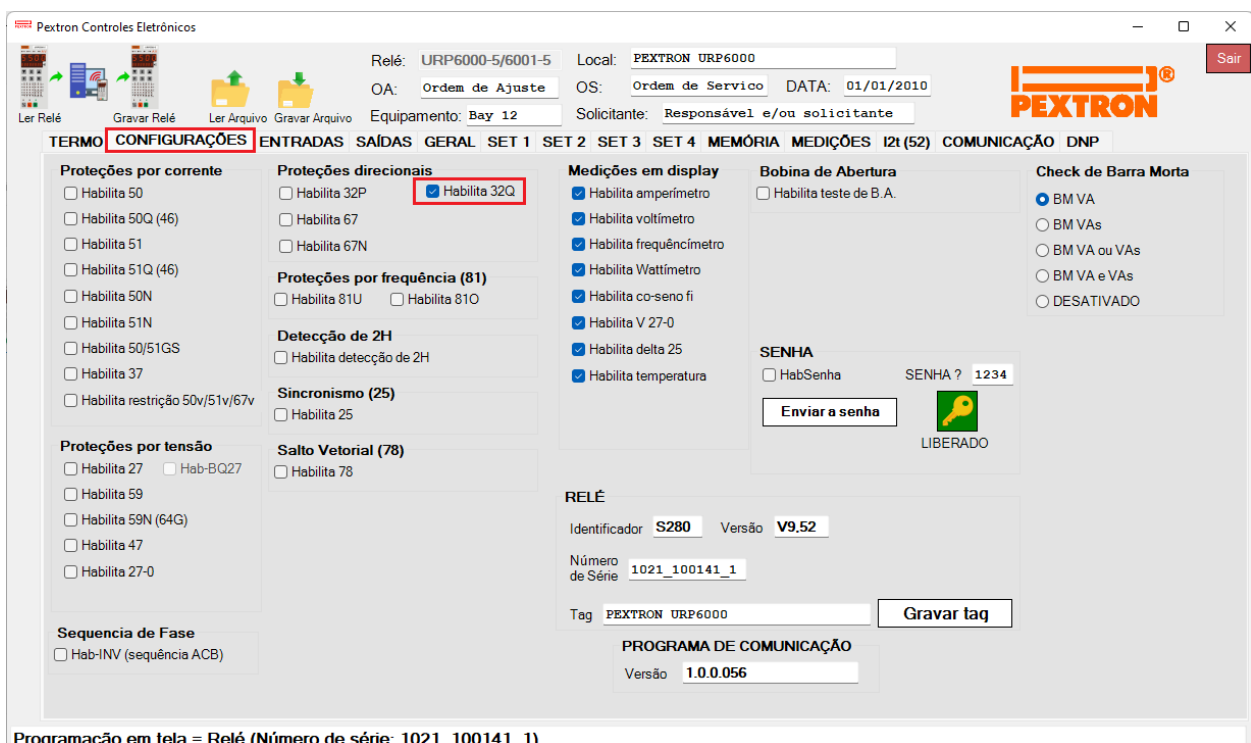 Pextron Controles Eletrônicos
Relé: URP6000-5/6001-5 Local: PEXTRON URP6000 Sair
OA: Ordem de Ajuste OS: Ordem de Servico DATA: 01/01/2010
Equipamento: Bay 12 Solicitante: Responsável e/ou solicitante
PEXTRON®
Ler Relé Gravar Relé Ler Arquivo Gravar Arquivo
TERMO CONFIGURAÇÕES ENTRADAS SAÍDAS GERAL SET 1 SET 2 SET 3 SET 4 MEMÓRIA MEDIÇÕES I2t (52) COMUNICAÇÃO DNP
Proteções por corrente
Habilita 50
Habilita 50Q (46)
Habilita 51
Habilita 51Q (46)
Habilita 50N
Habilita 51N
Habilita 50/51GS
Habilita 37
Habilita restrição 50v/51v/67v
Proteções por tensão
Habilita 27 Hab-BQ27
Habilita 59
Habilita 59N (64G)
Habilita 47
Habilita 27-0
Sequencia de Fase
Hab-INV (sequência ACB)
Proteções direcionais
Habilita 32P Habilita 32Q
Habilita 67
Habilita 67N
Proteções por frequência (81)
Habilita 81U Habilita 81O
Detecção de 2H
Habilita detecção de 2H
Sincronismo (25)
Habilita 25
Salto Vetorial (78)
Habilita 78
Medições em display
Habilita amperímetro
Habilita voltímetro
Habilita frequêncímetro
Habilita Wattímetro
Habilita co-seno fi
Habilita V 27-0
Habilita delta 25
Habilita temperatura
Bobina de Abertura
Habilita teste de B.A.
SENHA
HabSenha SENHA ? 1234
Enviar a senha
LIBERADO
Check de Barra Morta
BM VA
BM VAs
BM VA ou VAs
BM VA e VAs
DESATIVADO
RELÉ
Identificador S280 Versão V9,52
Número de Série 1021_100141_1
Tag PEXTRON URP6000 Gravar tag
PROGRAMA DE COMUNICAÇÃO
Versão 1.0.0.056
Programação em tela = Relé (Número de série: 1021_100141_1)